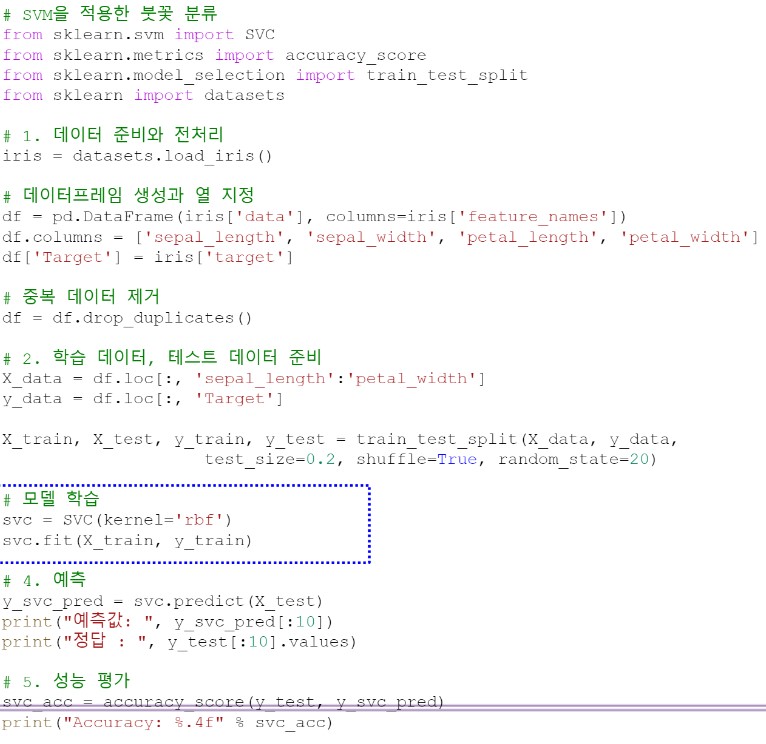 # SVM을 적용한 붓꽃 분류
from sklearn.svm import SVC
from sklearn.metrics import accuracy_score
from sklearn.model_selection import train_test_split
from sklearn import datasets
# 1. 데이터 준비와 전처리
iris = datasets.load_iris()
# 데이터프레임 생성과 열 지정
df = pd.DataFrame(iris['data'], columns=iris['feature_names'])
df.columns = ['sepal_length', 'sepal_width', 'petal_length', 'petal_width']
df['Target'] = iris['target']
# 중복 데이터 제거
df = df.drop_duplicates()
# 2. 학습 데이터, 테스트 데이터 준비
X_data = df.loc[:, 'sepal_length':'petal_width']
y_data = df.loc[:, 'Target']
X_train, X_test, y_train, y_test = train_test_split(X_data, y_data,
test_size=0.2, shuffle=True, random_state=20)
# 모델 학습
svc = SVC(kernel='rbf')
svc.fit(X_train, y_train)
# 4. 예측
y_svc_pred = svc.predict(X_test)
print("예측값: ", y_svc_pred[:10])
print("정답 : ", y_test[:10].values)
# 5. 성능 평가
svc_acc = accuracy_score(y_test, y_svc_pred)
print("Accuracy: %.4f" % svc_acc)